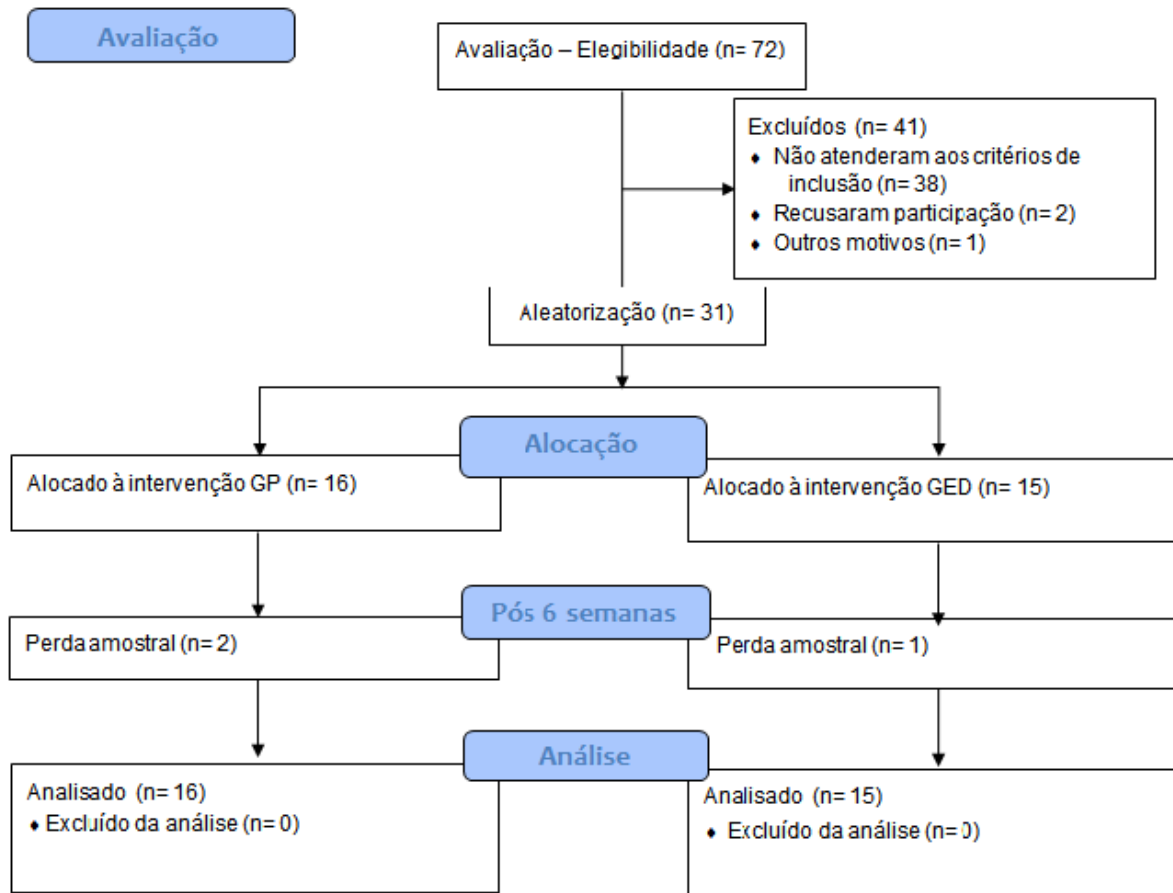 Avaliação
Avaliação – Elegibilidade (n= 72)
Excluídos (n= 41)
♦ Não atenderam aos critérios de
inclusão (n= 38)
♦ Recusaram participação (n= 2)
♦ Outros motivos (n= 1)
Aleatorização (n= 31)
Alocação
Alocado à intervenção GP (n= 16)
Alocado à intervenção GED (n= 15)
Pós 6 semanas
Perda amostral (n= 2)
Perda amostral (n= 1)
Análise
Analisado (n= 16)
♦ Excluído da análise (n= 0)
Analisado (n= 15)
♦ Excluído da análise (n= 0)